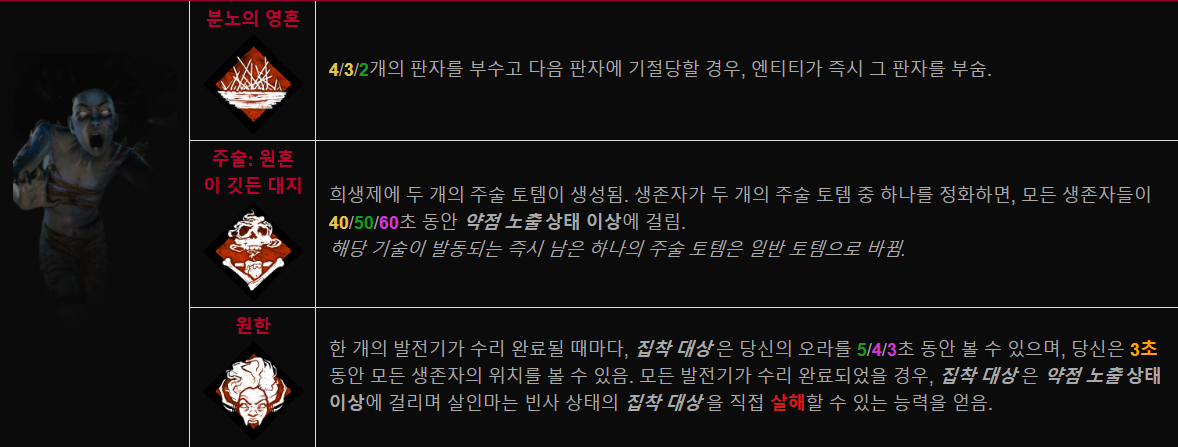 분노의 영혼
4/3/2개의 판자를 부수고 다음 판자에 기절당할 경우, 엔티티가 즉시 그 판자를 부숨.
주술: 원혼
이 깃든 대지
희생제에 두 개의 주술 토템이 생성됨. 생존자가 두 개의 주술 토템 중 하나를 정화하면, 모든 생존자들이
40/50/60초 동안 약점 노출 상태 이상에 걸림.
해당 기술이 발동되는 즉시 남은 하나의 주술 토템은 일반 토템으로 바뀜.
원한
한 개의 발전기가 수리 완료될 때마다, 집착 대상은 당신의 오라를 5/4/3초 동안 볼 수 있으며, 당신은 3초
동안 모든 생존자의 위치를 볼 수 있음. 모든 발전기가 수리 완료되었을 경우, 집착 대상은 약점 노출 상태
이상에 걸리며 살인마는 빈사 상태의 집착 대상을 직접 살해할 수 있는 능력을 얻음.